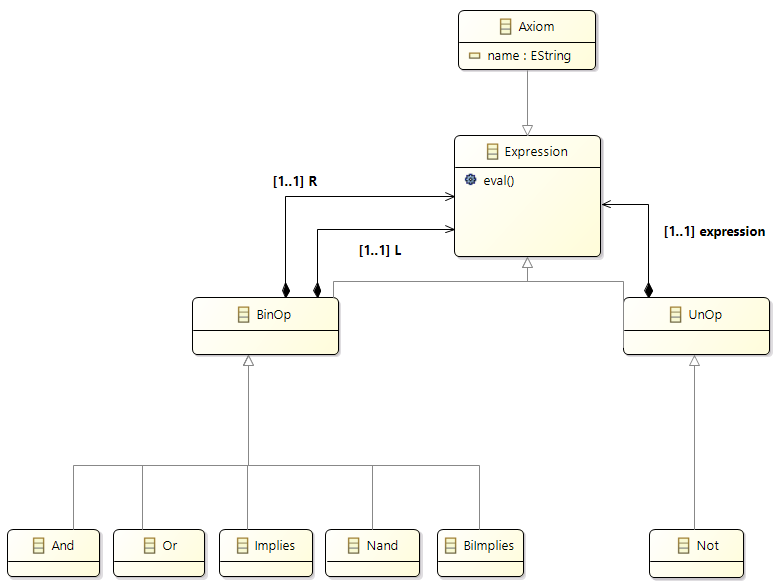 Axiom
name : EString
Expression
eval()
[1..1] R
[1..1] L
[1..1] expression
BinOp
UnOp
And
Or
Implies
Nand
BiImplies
Not